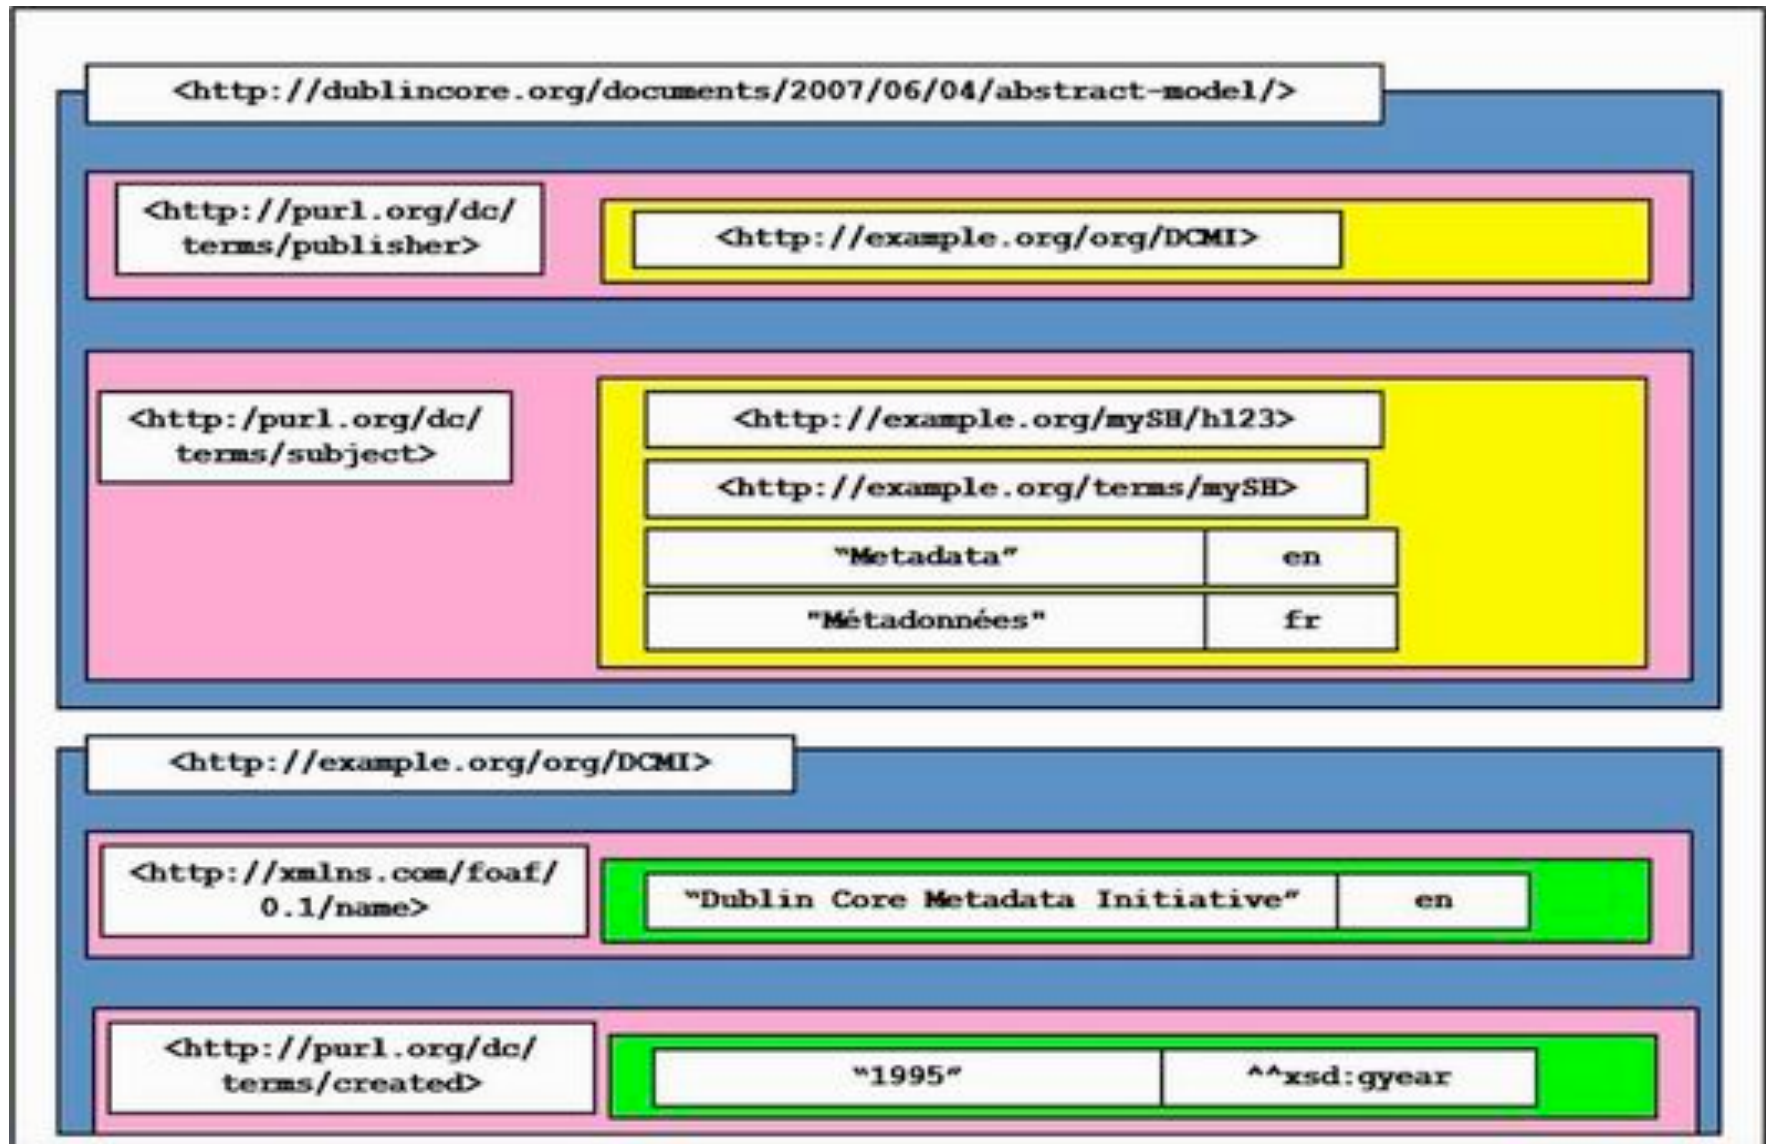 <http://dublincore.org/documents/2007/06/04/abstract-model/>
<http://purl.org/dc/
terms/publisher>
<http://example.org/org/DCMI>
<http:/purl.org/dc/
terms/subject>
<http://example.org/mySH/h123>
<http://example.org/terms/mySH>
“Metadata” en
"Métadonnées" fr
<http://example.org/org/DCMI>
<http://xmlns.com/foaf/
0.1/name>
“Dublin Core Metadata Initiative” en
<http://purl.org/dc/
terms/created>
“1995” ^^xsd:gyear